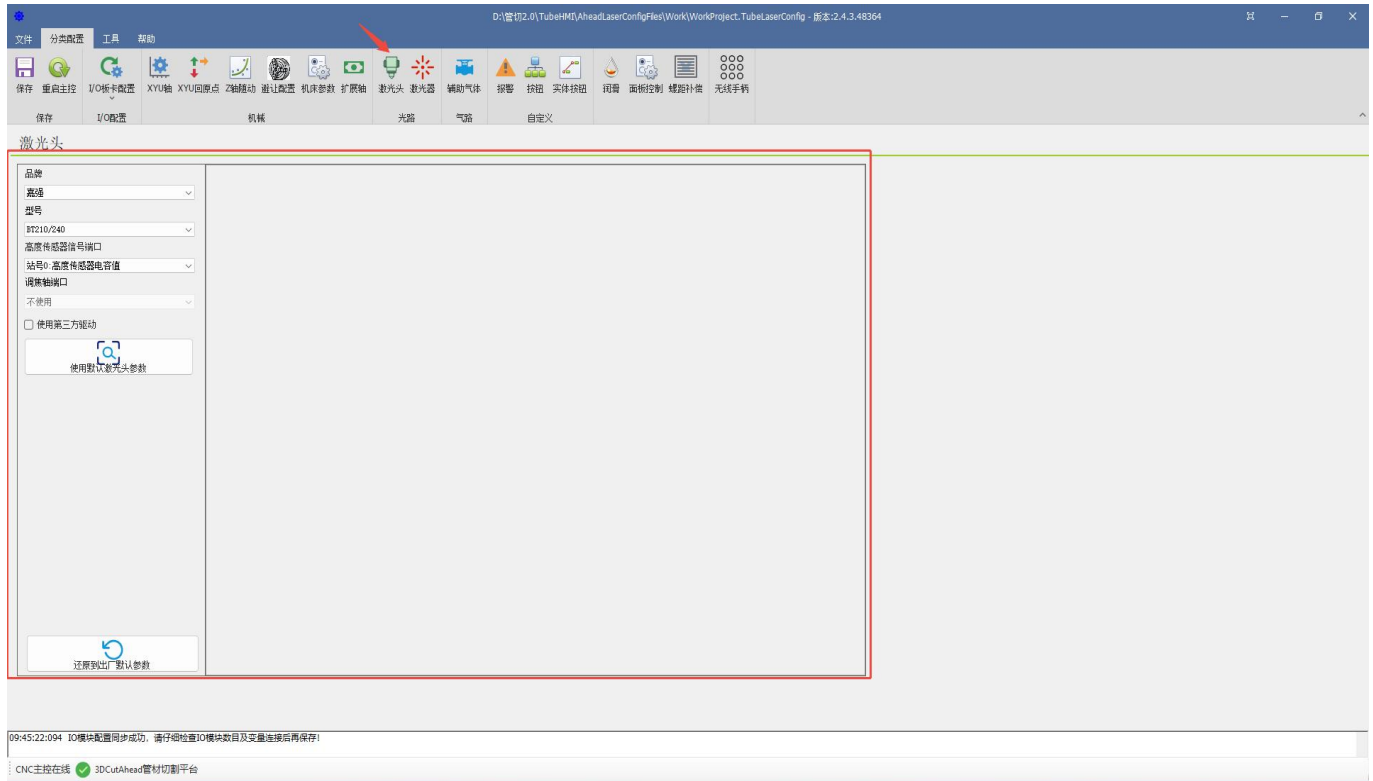 D:\管切2.0\TubeHMI\AheadLaserConfigFiles\Work\WorkProject.TubeLaserConfig - 版本:2.4.3.48364
文件 分类配置 工具 帮助
保存 重启主控 I/O板卡配置 XYU轴 XYU回原点 Z轴随动 避让配置 机床参数 扩展轴 激光头 激光器 辅助气体 报警 按钮 实体按钮 润滑 面板控制 螺距补偿 无线手柄
保存 I/O配置 机械 光路 气路 自定义
激光头
品牌
嘉强
型号
BT210/240
高度传感器信号端口
站号0:高度传感器电容值
调焦轴端口
不使用
使用第三方驱动
使用默认激光头参数
还原到出厂默认参数
09:45:22:094 IO模块配置同步成功, 请仔细检查IO模块数目及变量连接后再保存!
CNC主控在线 3DCutAhead管材切割平台